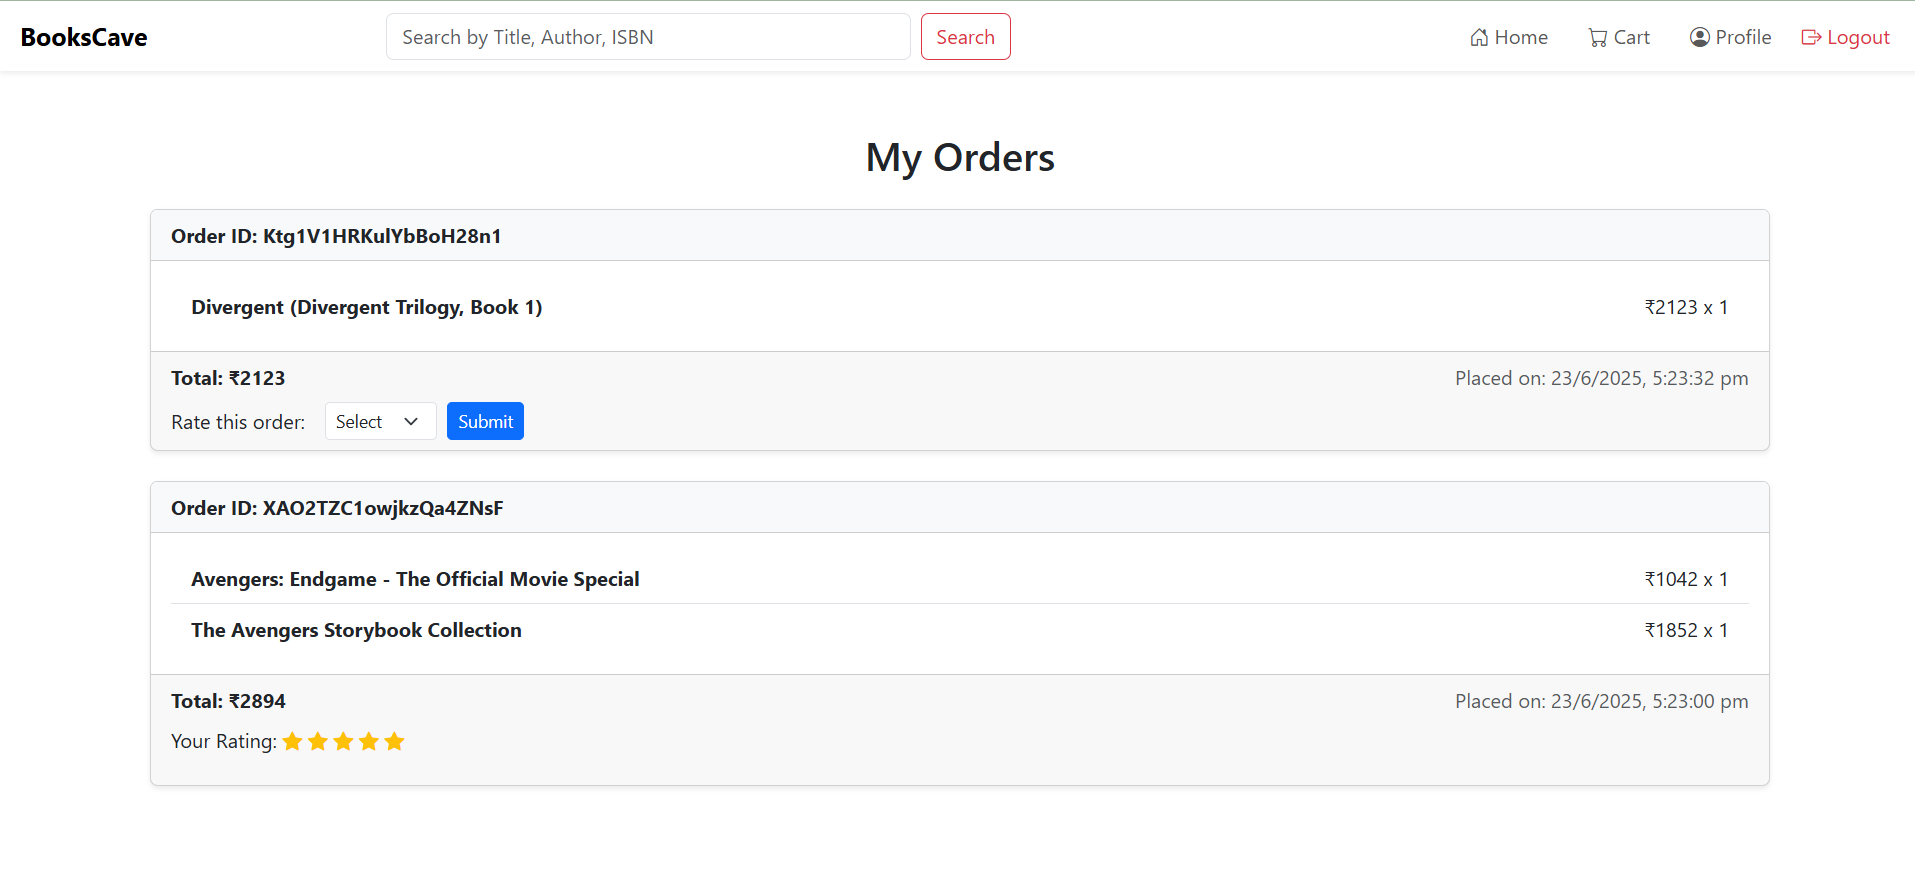 BooksCave
Search by Title, Author, ISBN
Search
Home
Cart
Profile
Logout
My Orders
Order ID: Ktg1V1HRKulYbBoH28n1
Divergent (Divergent Trilogy, Book 1)
₹2123 x 1
Total: ₹2123
Placed on: 23/6/2025, 5:23:32 pm
Rate this order:
Select
Submit
Order ID: XAO2TZC1owjkzQa4ZNsF
Avengers: Endgame - The Official Movie Special
₹1042 x 1
The Avengers Storybook Collection
₹1852 x 1
Total: ₹2894
Placed on: 23/6/2025, 5:23:00 pm
Your Rating: